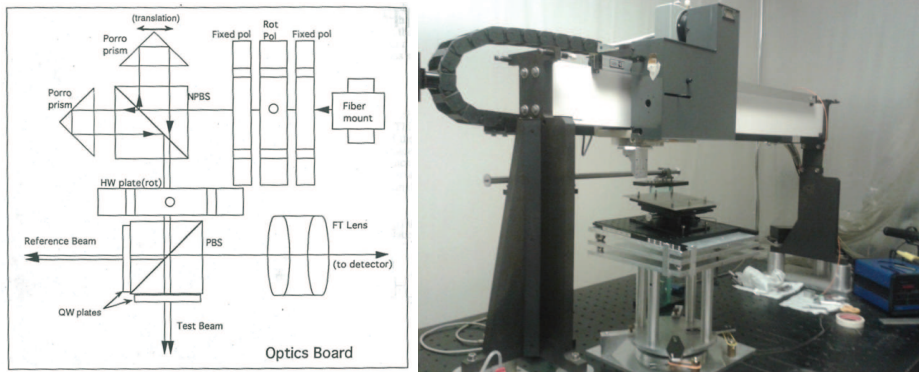 (translation)
Porro
prism
Fixed pol
Rot
Pol
Fixed pol
Porro
prism
NPBS
Fiber
mount
HW plate(rot)
Reference Beam
PBS
FT Lens
(to detector)
QW plates
Test Beam
Optics Board